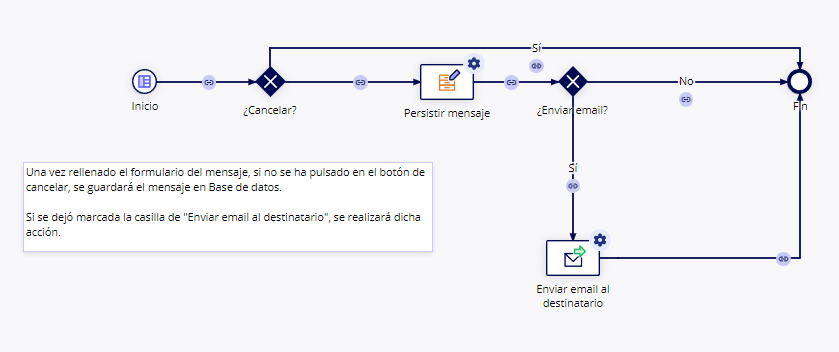 Sí
No
Inicio
¿Cancelar?
Persistir mensaje
¿Enviar email?
Fin
Sí
Una vez rellenado el formulario del mensaje, si no se ha pulsado en el botón de
cancelar, se guardará el mensaje en Base de datos.
Si se dejó marcada la casilla de "Enviar email al destinatario", se realizará dicha
acción.
Enviar email al
destinatario